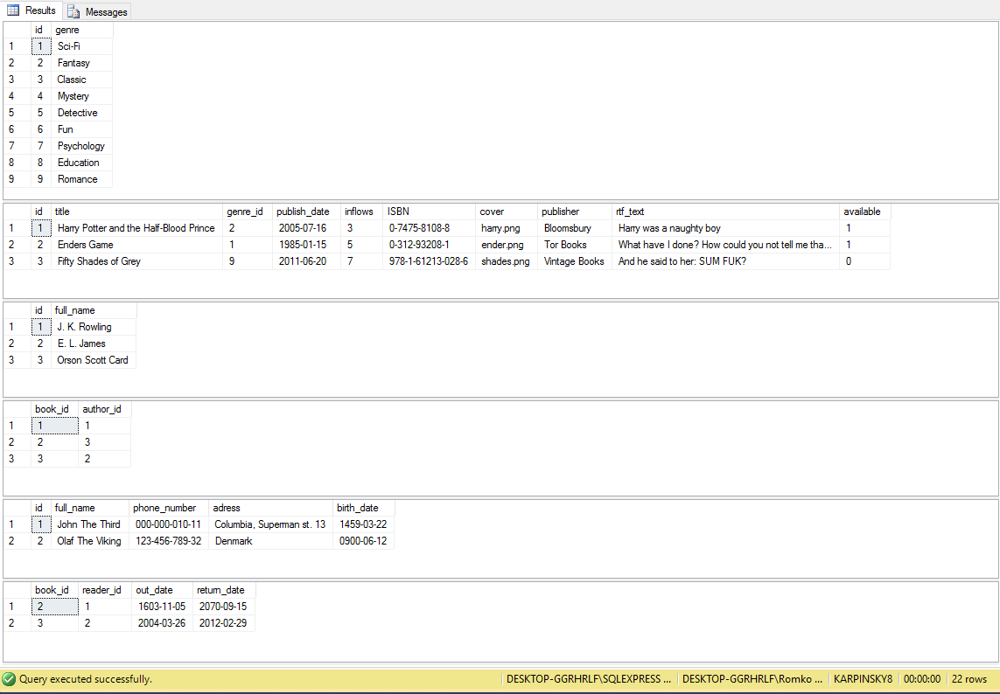 Results Messages
id genre
1 1 Sci-Fi
2 2 Fantasy
3 3 Classic
4 4 Mystery
5 5 Detective
6 6 Fun
7 7 Psychology
8 8 Education
9 9 Romance
id title genre_id publish_date inflows ISBN cover publisher rtf_text available
1 1 Harry Potter and the Half-Blood Prince 2 2005-07-16 3 0-7475-8108-8 harry.png Bloomsbury Harry was a naughty boy 1
2 2 Enders Game 1 1985-01-15 5 0-312-93208-1 ender.png Tor Books What have I done? How could you not tell me tha... 1
3 3 Fifty Shades of Grey 9 2011-06-20 7 978-1-61213-028-6 shades.png Vintage Books And he said to her: SUM FUK? 0
id full_name
1 1 J. K. Rowling
2 2 E. L. James
3 3 Orson Scott Card
book_id author_id
1 1 1
2 2 3
3 3 2
id full_name phone_number adress birth_date
1 1 John The Third 000-000-010-11 Columbia, Superman st. 13 1459-03-22
2 2 Olaf The Viking 123-456-789-32 Denmark 0900-06-12
book_id reader_id out_date return_date
1 2 1 1603-11-05 2070-09-15
2 3 2 2004-03-26 2012-02-29
Query executed successfully. DESKTOP-GGRHRLF\SQLEXPRESS ... DESKTOP-GGRHRLF\Romko ... KARPINSKY8 00:00:00 22 rows